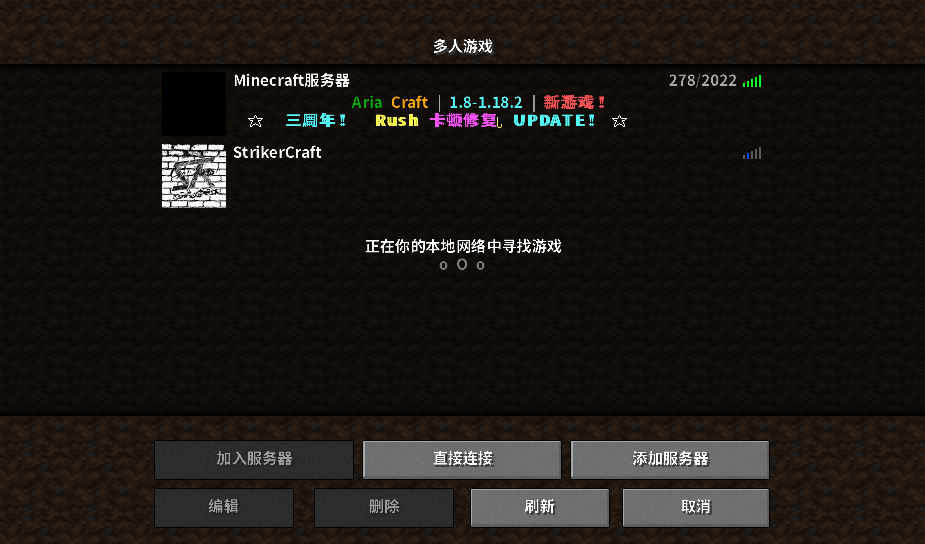 多人游戏
Minecraft服务器 278/2022
Aria Craft | 1.8-1.18.2 | 新游戏!
☆ 三周年! Rush 卡顿修复 UPDATE! ☆
StrikerCraft
正在你的本地网络中寻找游戏
o O o
加入服务器 直接连接 添加服务器
编辑 删除 刷新 取消